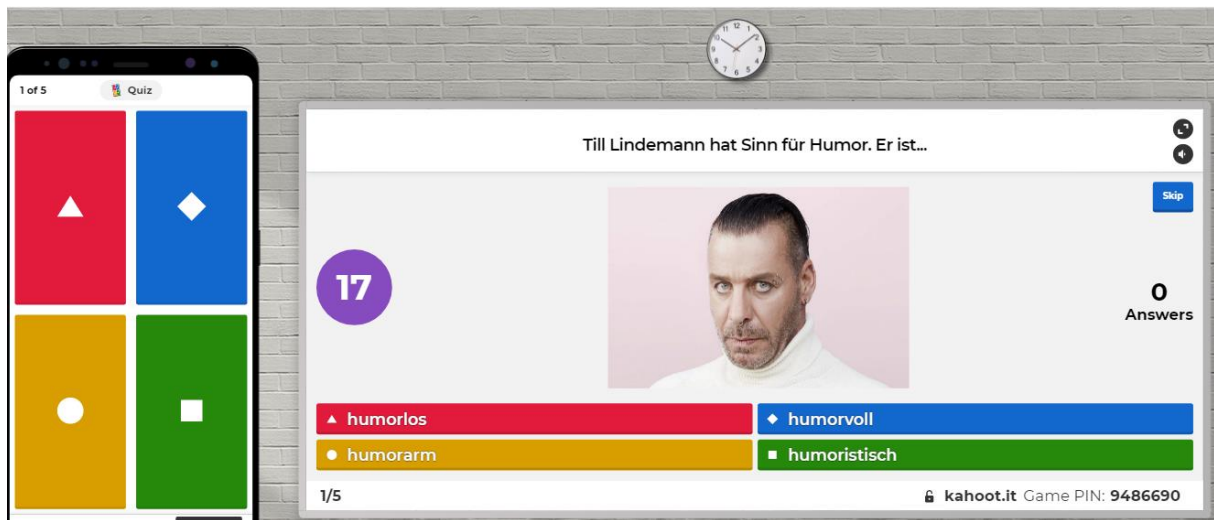 1 of 5
Quiz
Till Lindemann hat Sinn für Humor. Er ist...
Skip
17
0
Answers
humorlos
humorvoll
humorarm
humoristisch
1/5
kahoot.it Game PIN: 9486690